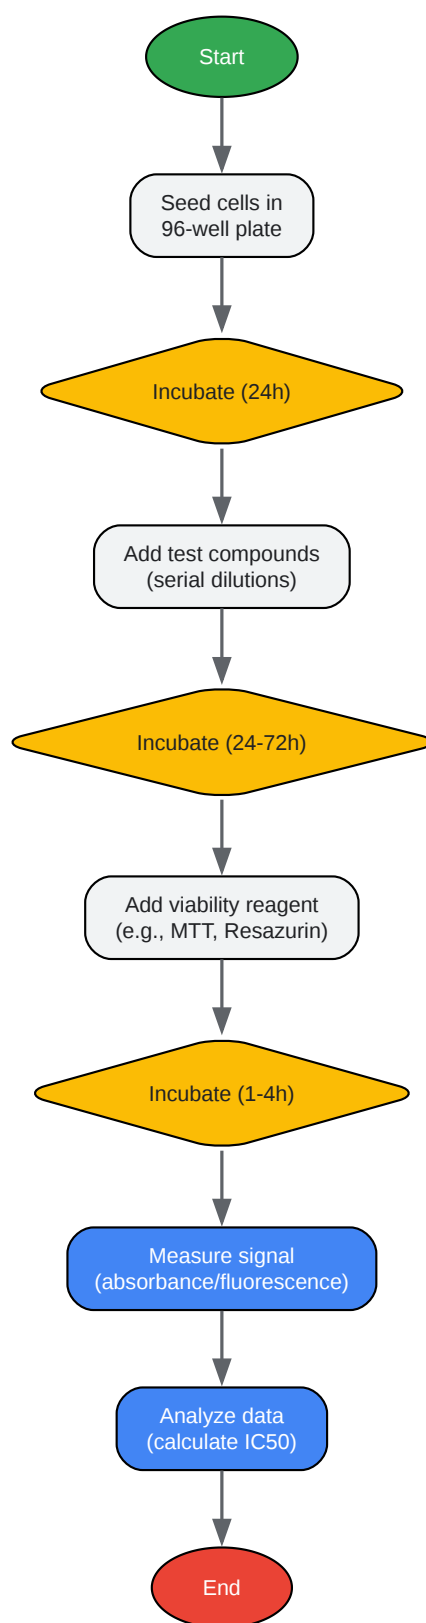 Start
Seed cells in
96-well plate
Incubate (24h)
Add test compounds
(serial dilutions)
Incubate (24-72h)
Add viability reagent
(e.g., MTT, Resazurin)
Incubate (1-4h)
Measure signal
(absorbance/fluorescence)
Analyze data
(calculate IC50)
End